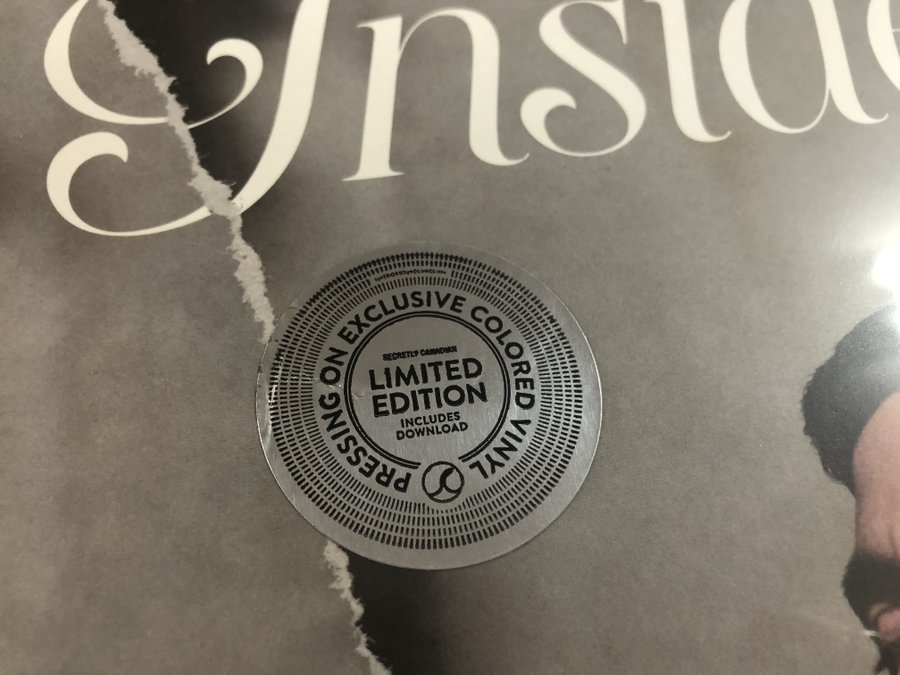 Inside
PRESSING ON EXCLUSIVE COLORED VINYL
SECRETLY CANADIAN
LIMITED
EDITION
INCLUDES
DOWNLOAD